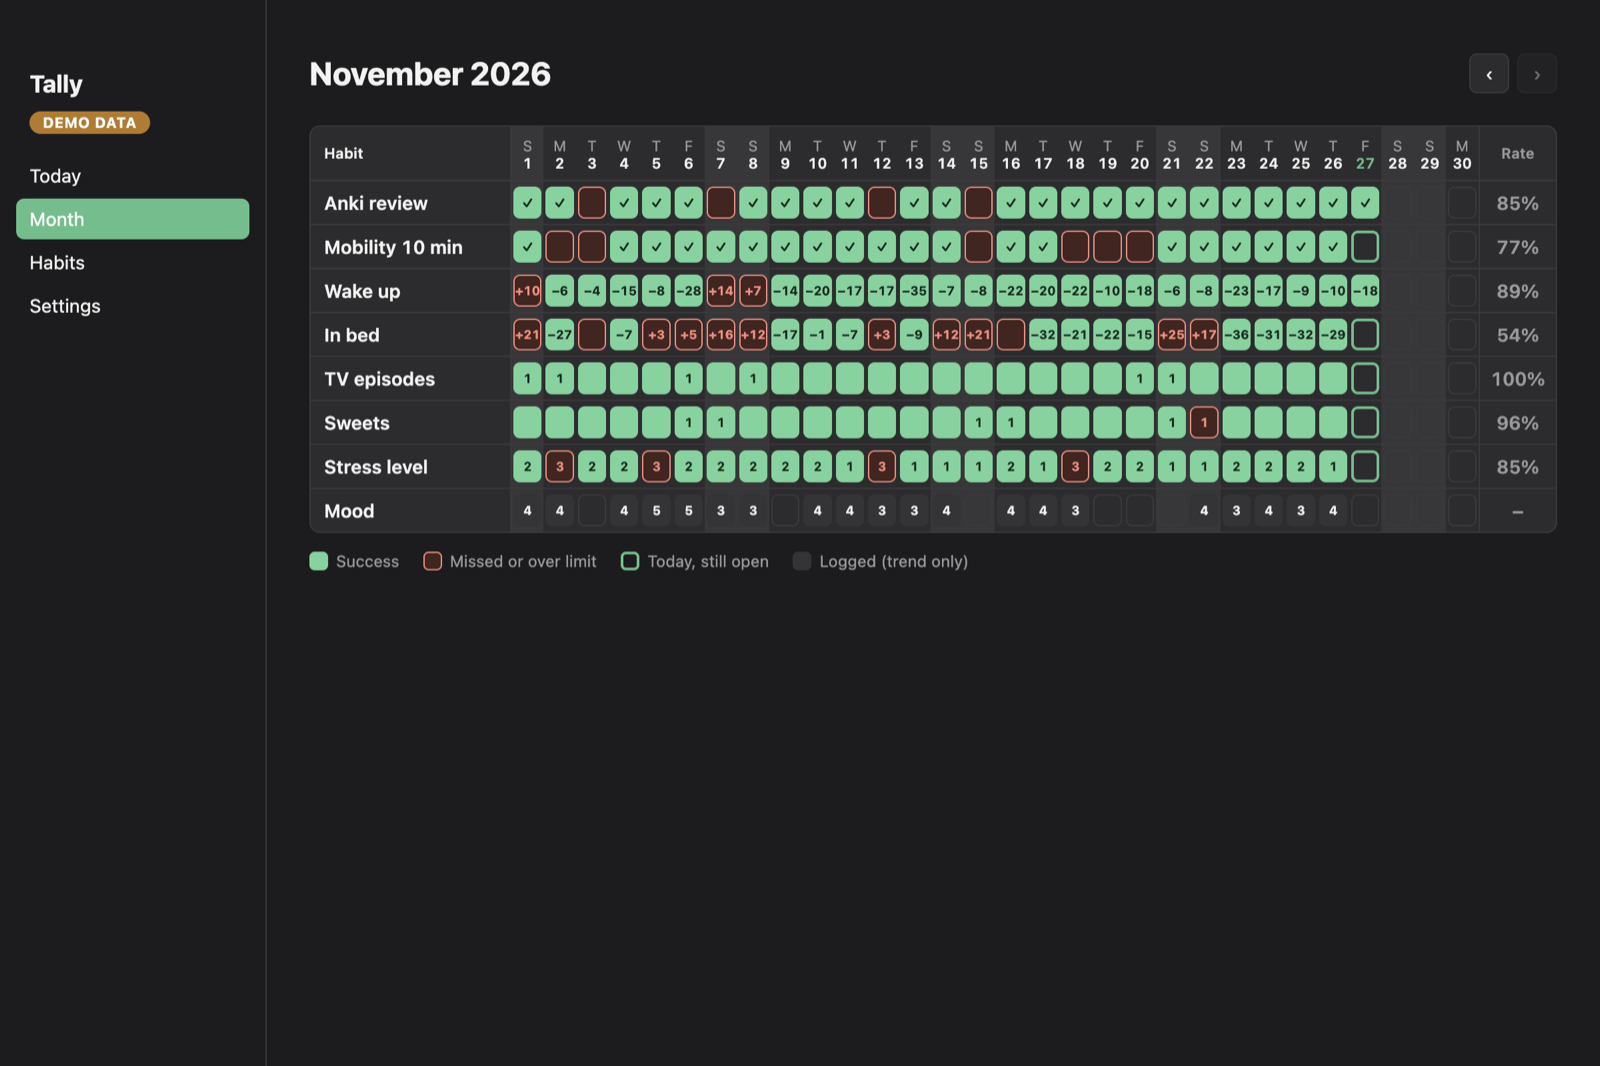 Tally
DEMO DATA
Today
Month
Habits
Settings
November 2026
‹ ›
Habit S M T W T F S S M T W T F S S M T W T F S S M T W T F S S M Rate
1 2 3 4 5 6 7 8 9 10 11 12 13 14 15 16 17 18 19 20 21 22 23 24 25 26 27 28 29 30
Anki review ✓ ✓ ✓ ✓ ✓ ✓ ✓ ✓ ✓ ✓ ✓ ✓ ✓ ✓ ✓ ✓ ✓ ✓ ✓ ✓ ✓ ✓ ✓ 85%
Mobility 10 min ✓ ✓ ✓ ✓ ✓ ✓ ✓ ✓ ✓ ✓ ✓ ✓ ✓ ✓ ✓ ✓ ✓ ✓ ✓ ✓ 77%
Wake up +10 −6 −4 −15 −8 −28 +14 +7 −14 −20 −17 −17 −35 −7 −8 −22 −20 −22 −10 −18 −6 −8 −23 −17 −9 −10 −18 89%
In bed +21 −27 −7 +3 +5 +16 +12 −17 −1 −7 +3 −9 +12 +21 −32 −21 −22 −15 +25 +17 −36 −31 −32 −29 54%
TV episodes 1 1 1 1 1 1 100%
Sweets 1 1 1 1 1 1 96%
Stress level 2 3 2 2 3 2 2 2 2 2 1 3 1 1 1 2 1 3 2 2 1 1 2 2 2 1 85%
Mood 4 4 4 5 5 3 3 4 4 3 3 4 4 4 3 4 3 4 3 4 –
Success Missed or over limit Today, still open Logged (trend only)